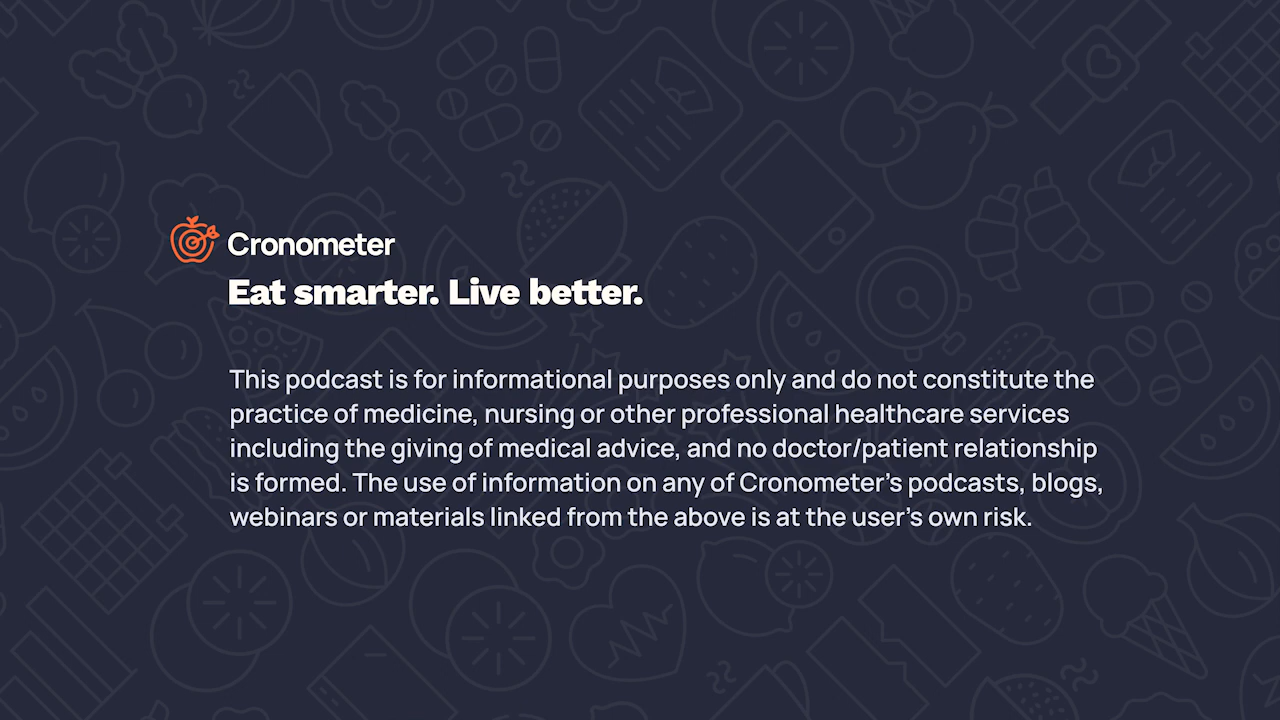 Cronometer
Eat smarter. Live better.
This podcast is for informational purposes only and do not constitute the
practice of medicine, nursing or other professional healthcare services
including the giving of medical advice, and no doctor/patient relationship
is formed. The use of information on any of Cronometer’s podcasts, blogs,
webinars or materials linked from the above is at the user’s own risk.